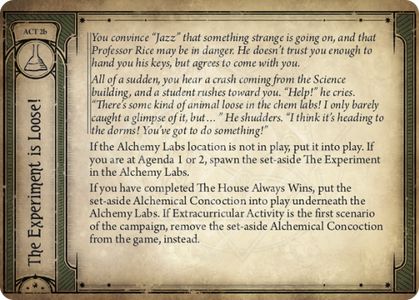 ACT 2b
The Experiment is Loose!
You convince “Jazz” that something strange is going on, and that
Professor Rice may be in danger. He doesn’t trust you enough to
hand you his keys, but agrees to come with you.
All of a sudden, you hear a crash coming from the Science
building, and a student rushes toward you. “Help!” he cries.
“There’s some kind of animal loose in the chem labs! I only barely
caught a glimpse of it, but…” He shudders. “I think it’s heading to
the dorms! You’ve got to do something!”
If the Alchemy Labs location is not in play, put it into play. If
you are at Agenda 1 or 2, spawn the set-aside The Experiment
in the Alchemy Labs.
If you have completed The House Always Wins, put the
set-aside Alchemical Concoction into play underneath the
Alchemy Labs. If Extracurricular Activity is the first scenario
of the campaign, remove the set-aside Alchemical Concoction
from the game, instead.